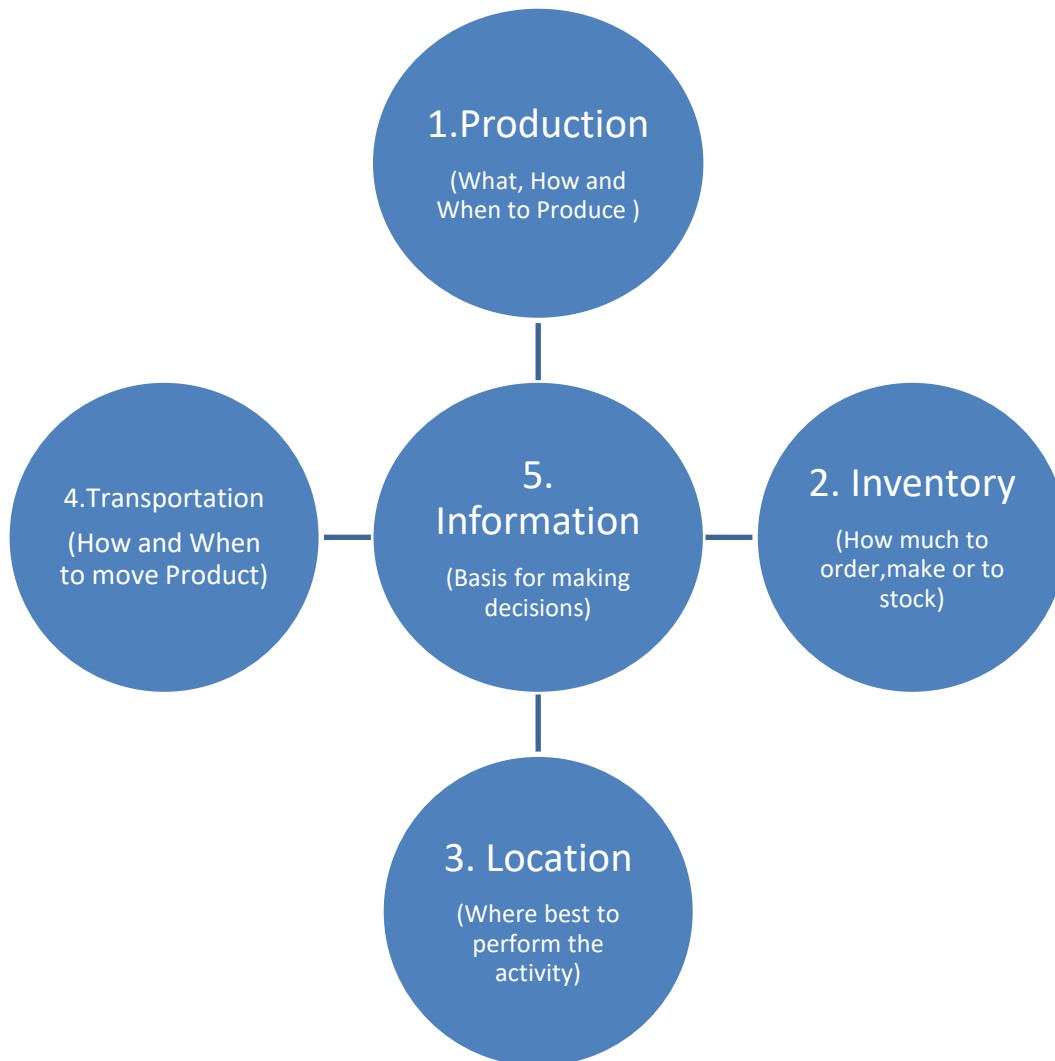 1.Production
(What, How and
When to Produce )
4.Transportation
(How and When
to move Product)
5.
Information
(Basis for making
decisions)
2. Inventory
(How much to
order,make or to
stock)
3. Location
(Where best to
perform the
activity)